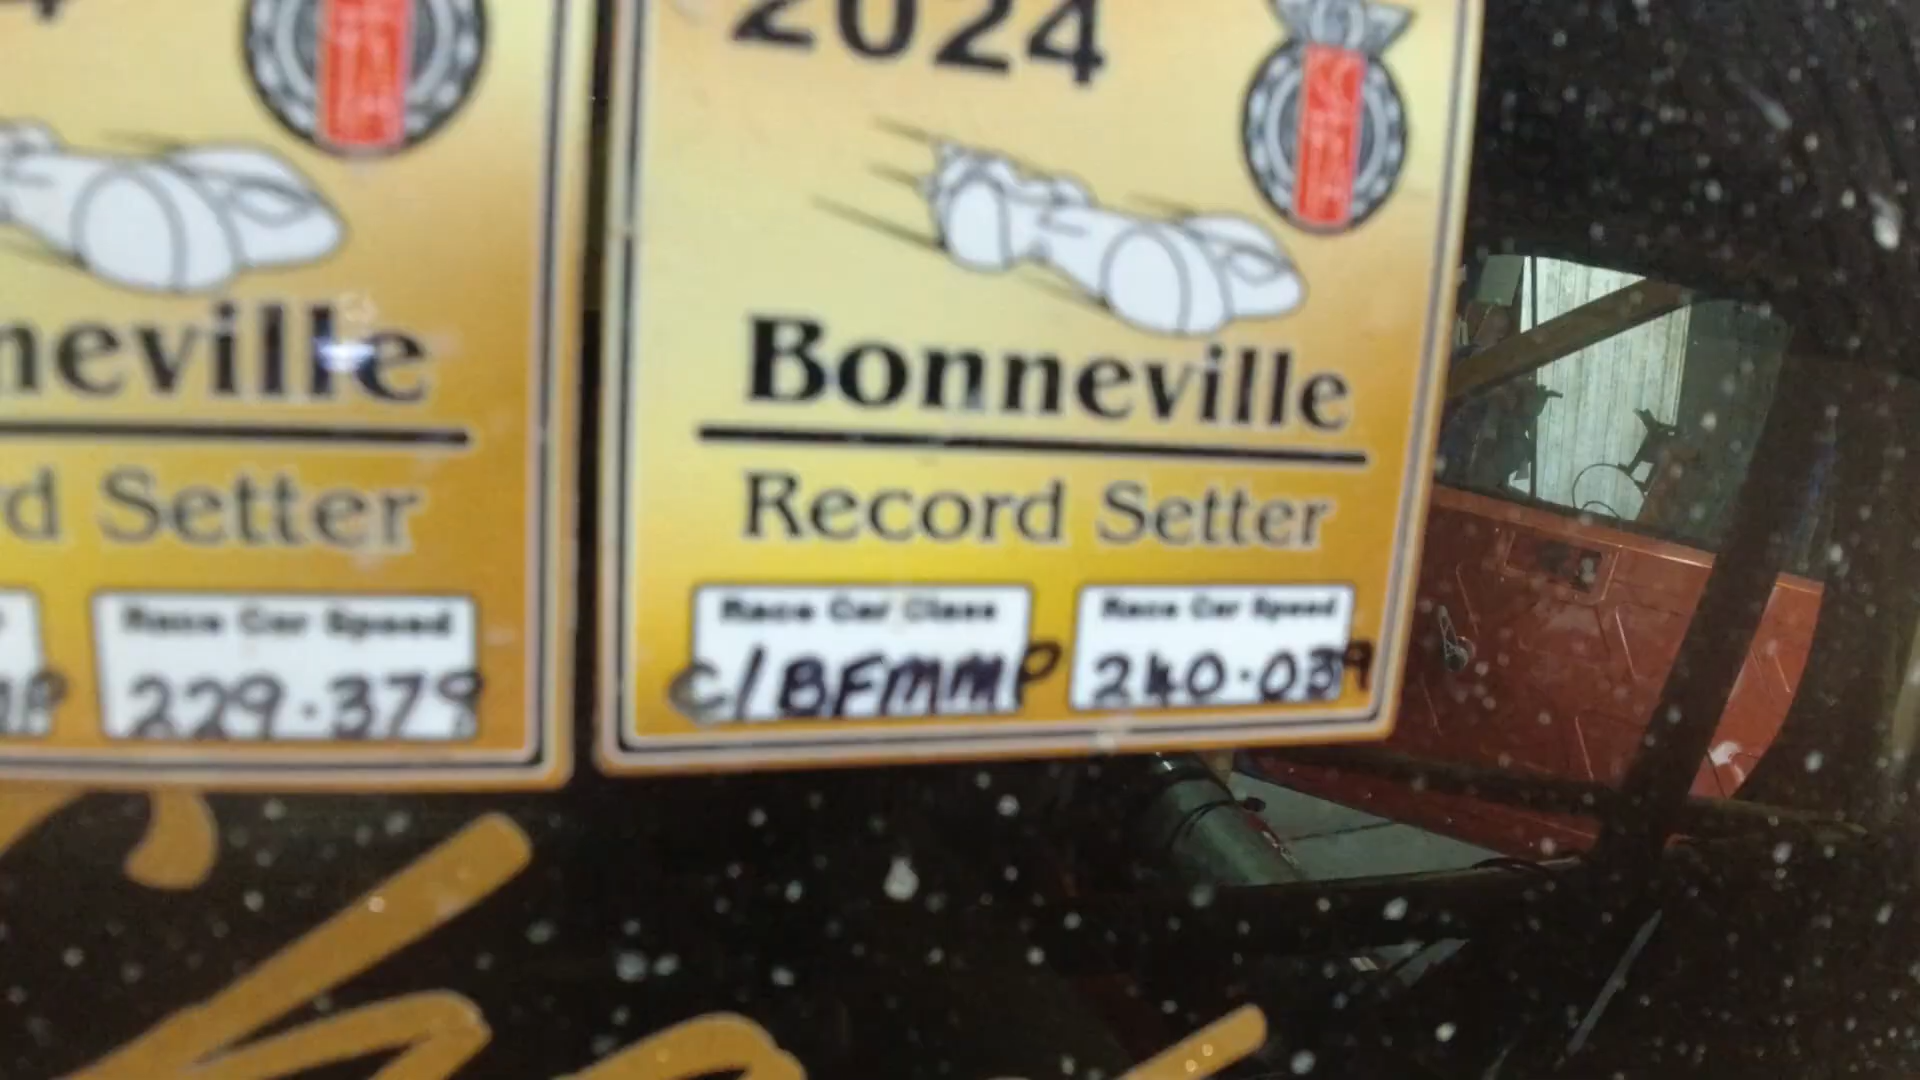 4
neville
rd Setter
Race Car Speed
229.379
2024
Bonneville
Record Setter
Race Car Class
C/BFMMP
Race Car Speed
240.039